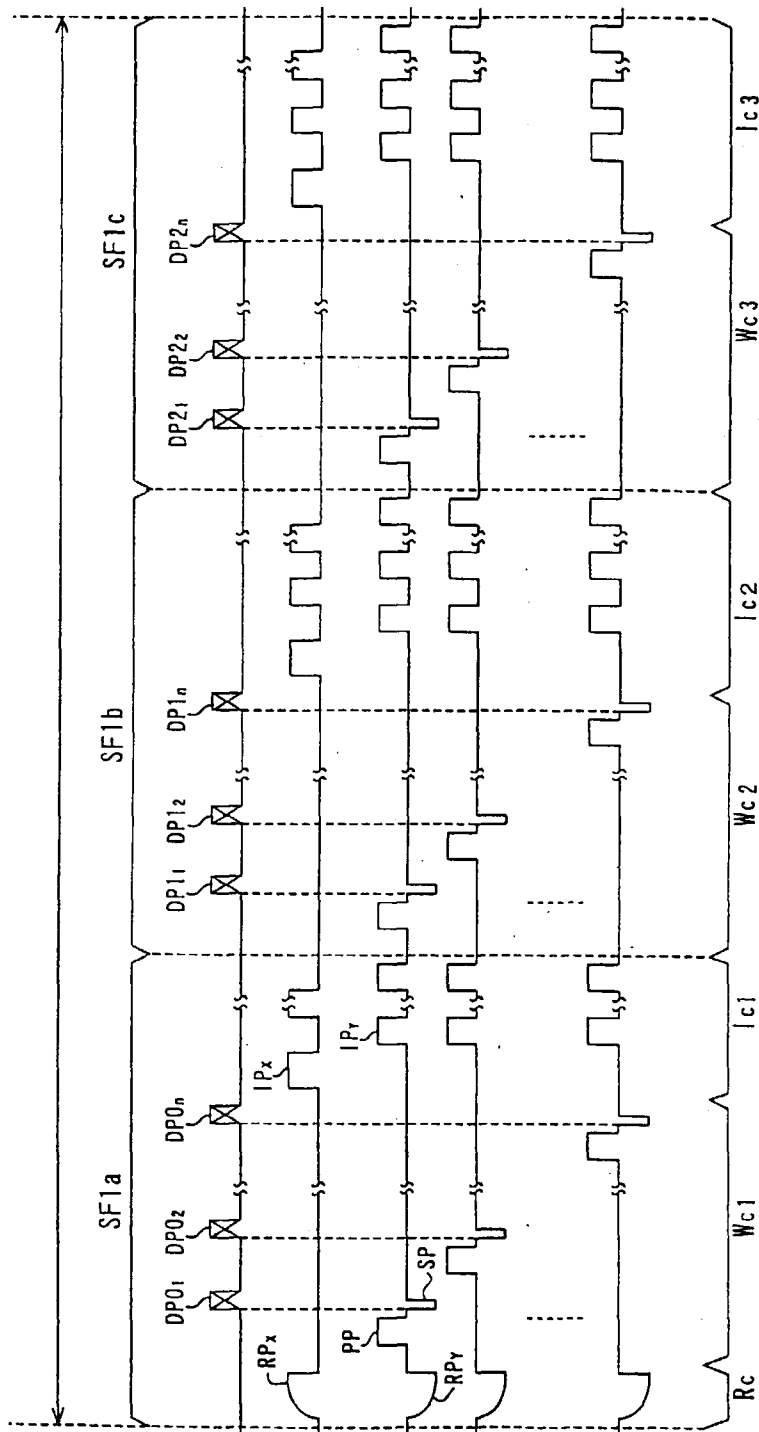 SF1a SF1b SF1c
DP0₁ DP0₂ DP0ₙ DP1₁ DP1₂ DP1ₙ DP2₁ DP2₂ DP2ₙ
RPX IPX
PP IPY
SP
RPY
Rc Wc1 Ic1 Wc2 Ic2 Wc3 Ic3